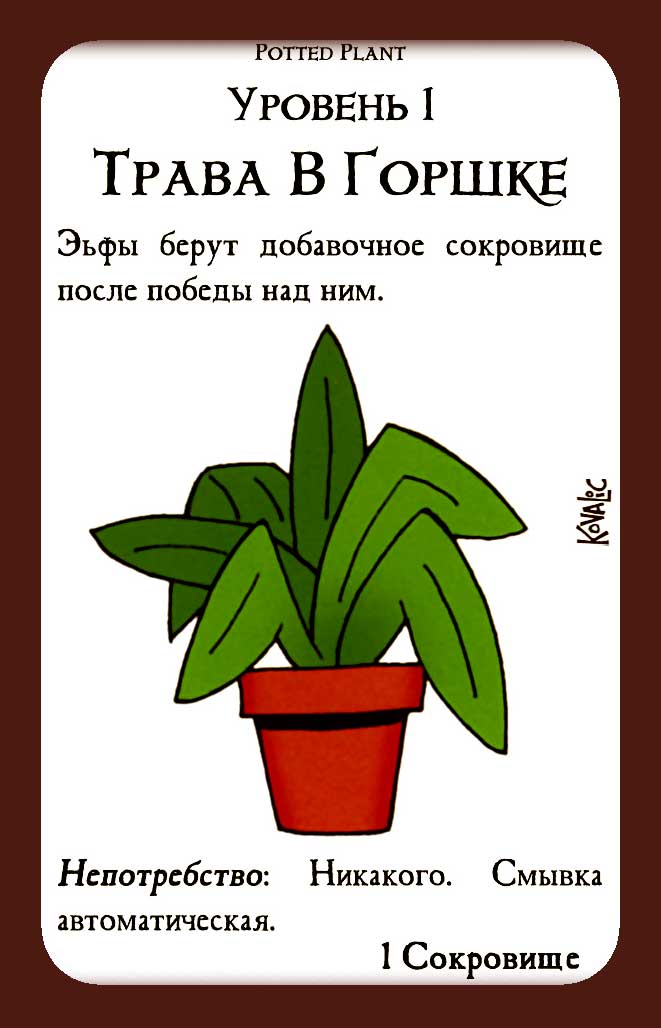 Potted Plant
Уровень 1
Трава В Горшке
Эьфы берут добавочное сокровище
после победы над ним.
Kovalic
Непотребство: Никакого. Смывка
автоматическая.
1 Сокровище